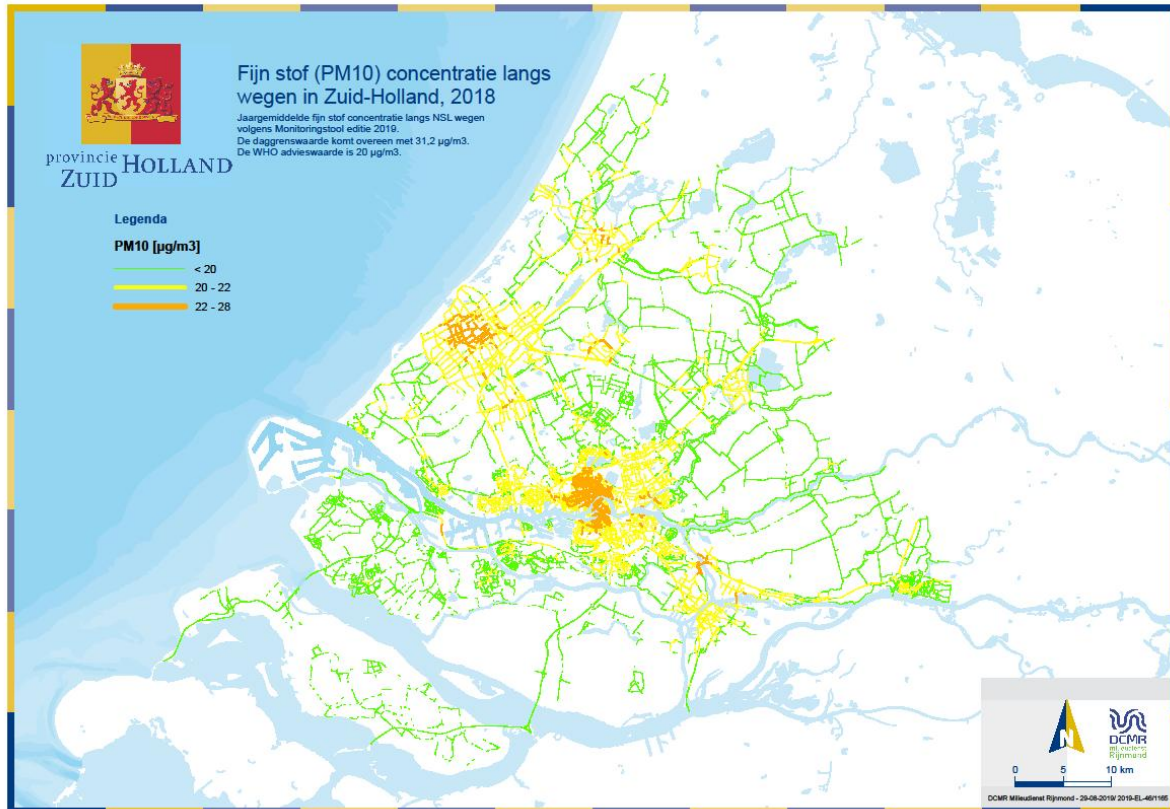 provincie HOLLAND
ZUID
Fijn stof (PM10) concentratie langs
wegen in Zuid-Holland, 2018
Jaargemiddelde fijn stof concentratie langs NSL wegen
volgens Monitoringstool editie 2019.
De daggrenswaarde komt overeen met 31,2 µg/m3.
De WHO advieswaarde is 20 µg/m3.
Legenda
PM10 [µg/m3]
< 20
20 - 22
22 - 28
N
DCMR
milieudienst
Rijnmond
0 5 10 km
DCMR Milieudienst Rijnmond - 29-08-2019/ 2019-EL-46/1165